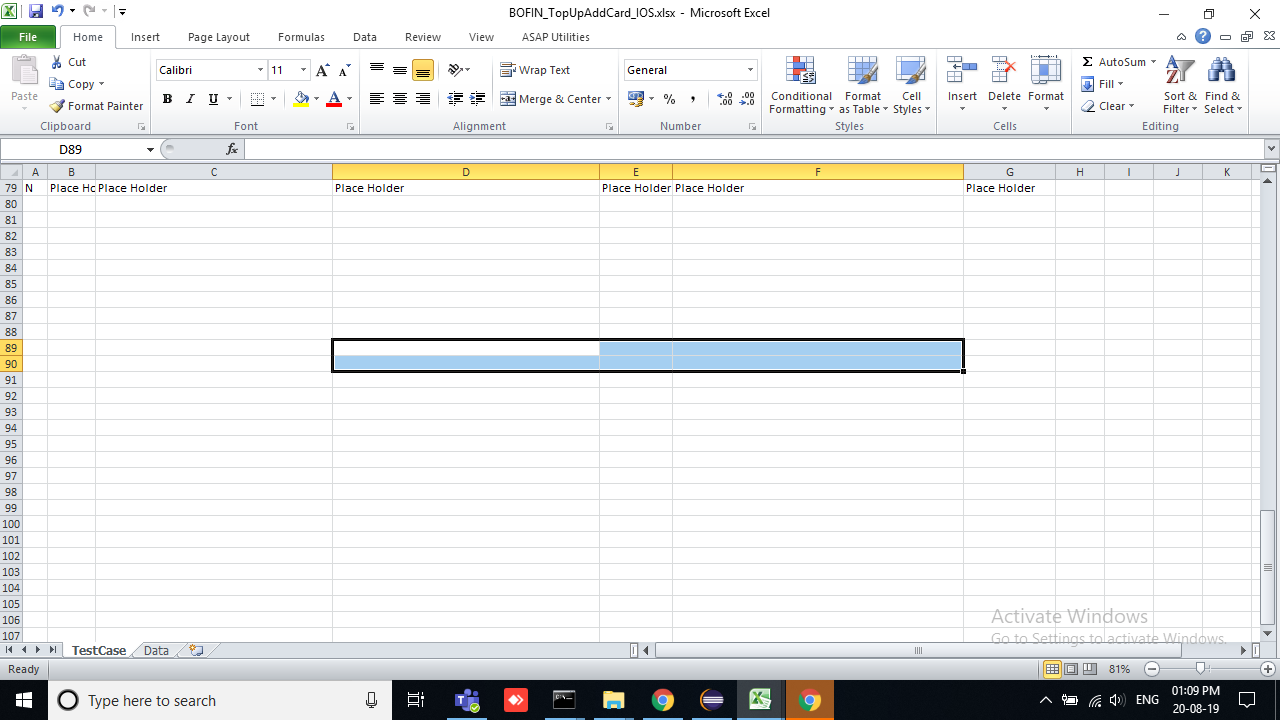 BOFIN_TopUpAddCard_IOS.xlsx - Microsoft Excel
File Home Insert Page Layout Formulas Data Review View ASAP Utilities
Paste
Cut
Copy
Format Painter
Clipboard
Calibri 11
B I U A
Font
Wrap Text
Merge & Center
Alignment
General
% ,
Number
Conditional Formatting
Format as Table
Cell Styles
Styles
Insert Delete Format
Cells
Σ AutoSum
Fill
Clear
Sort & Filter
Find & Select
Editing
D89 fx
A B C D E F G H I J K
79 N Place Hc Place Holder Place Holder Place Holder Place Holder Place Holder
80
81
82
83
84
85
86
87
88
89
90
91
92
93
94
95
96
97
98
99
100
101
102
103
104
105
106
107
Activate Windows
Go to Settings to activate Windows.
TestCase Data
Ready 81%
Type here to search
ENG
01:09 PM
20-08-19